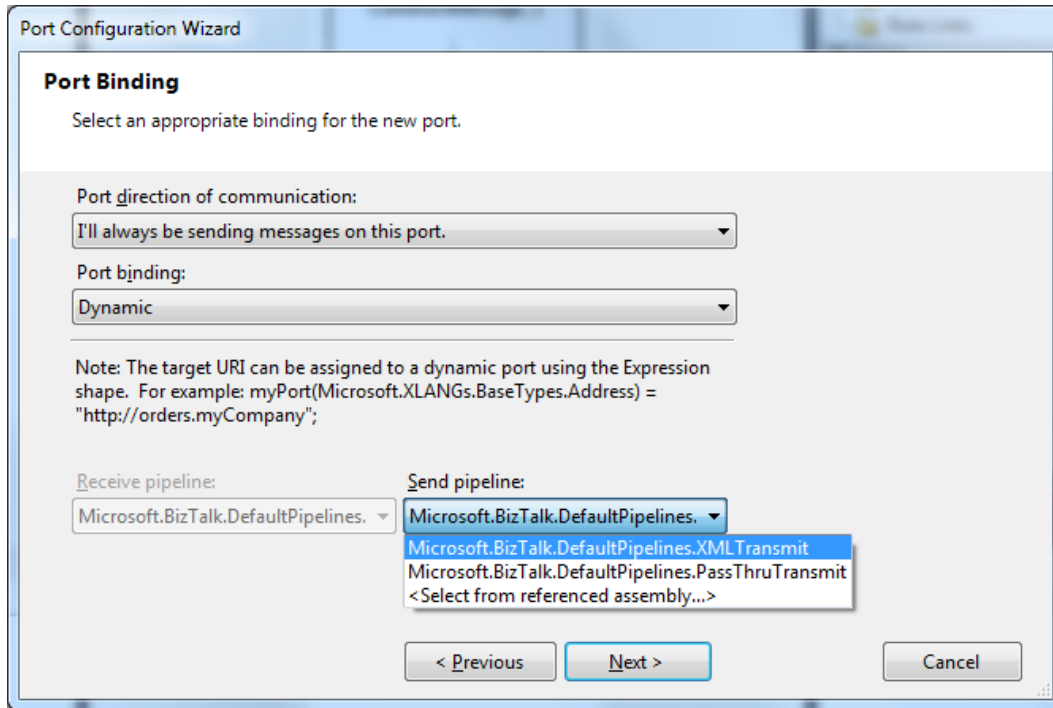 Port Configuration Wizard
Port Binding
Select an appropriate binding for the new port.
Port direction of communication:
I'll always be sending messages on this port.
Port binding:
Dynamic
Note: The target URI can be assigned to a dynamic port using the Expression
shape.  For example: myPort(Microsoft.XLANGs.BaseTypes.Address) =
"http://orders.myCompany";
Receive pipeline:
Send pipeline:
Microsoft.BizTalk.DefaultPipelines.
Microsoft.BizTalk.DefaultPipelines.
Microsoft.BizTalk.DefaultPipelines.XMLTransmit
Microsoft.BizTalk.DefaultPipelines.PassThruTransmit
<Select from referenced assembly...>
< Previous
Next >
Cancel